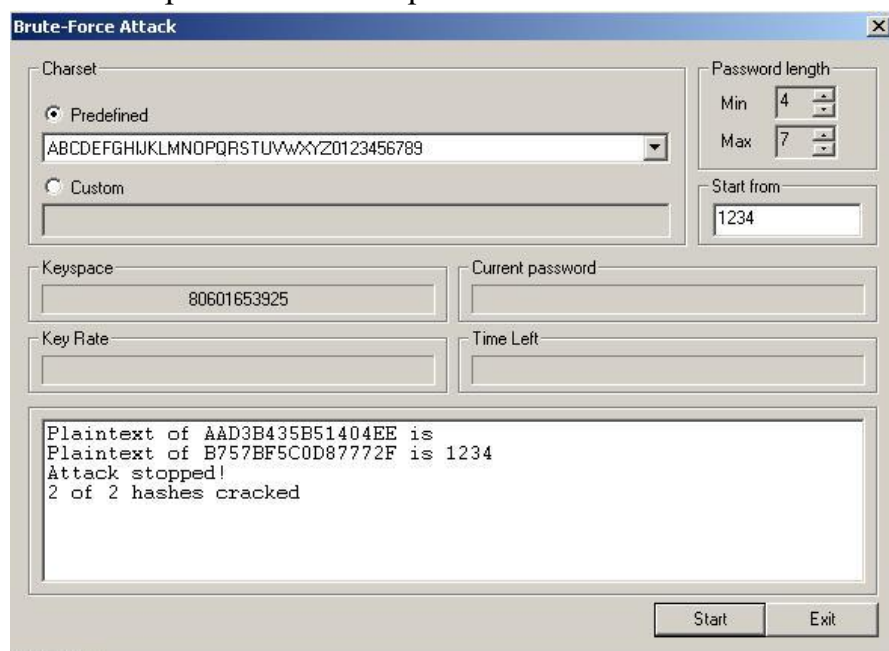 Brute-Force Attack
Charset
Predefined
ABCDEFGHIJKLMNOPQRSTUVWXYZ0123456789
Custom
Password length
Min 4
Max 7
Start from
1234
Keyspace
80601653925
Current password
Key Rate
Time Left
Plaintext of AAD3B435B51404EE is
Plaintext of B757BF5C0D87772F is 1234
Attack stopped!
2 of 2 hashes cracked
Start
Exit